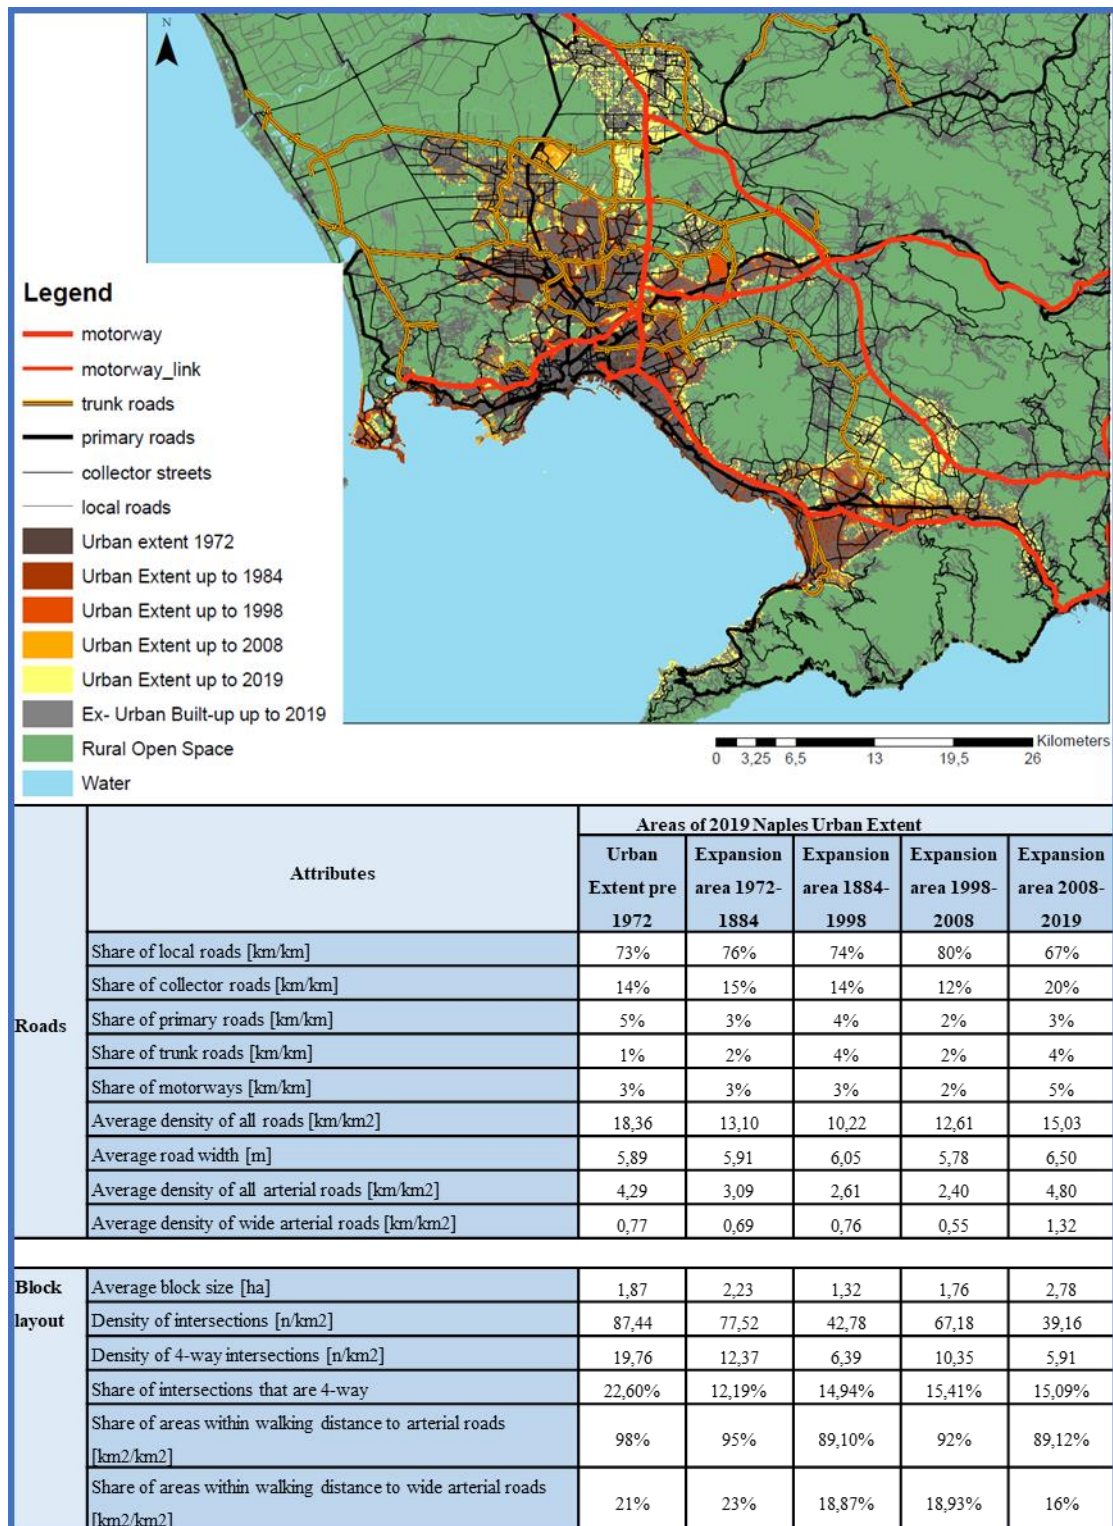 N
Legend
motorway
motorway_link
trunk roads
primary roads
collector streets
local roads
Urban extent 1972
Urban Extent up to 1984
Urban Extent up to 1998
Urban Extent up to 2008
Urban Extent up to 2019
Ex- Urban Built-up up to 2019
Rural Open Space
Water
Kilometers
0 3,25 6,5 13 19,5 26
Attributes
Areas of 2019 Naples Urban Extent
Urban Expansion Expansion Expansion Expansion
Extent pre area 1972- area 1884- area 1998- area 2008-
1972 1884 1998 2008 2019
Roads
Share of local roads [km/km] 73% 76% 74% 80% 67%
Share of collector roads [km/km] 14% 15% 14% 12% 20%
Share of primary roads [km/km] 5% 3% 4% 2% 3%
Share of trunk roads [km/km] 1% 2% 4% 2% 4%
Share of motorways [km/km] 3% 3% 3% 2% 5%
Average density of all roads [km/km2] 18,36 13,10 10,22 12,61 15,03
Average road width [m] 5,89 5,91 6,05 5,78 6,50
Average density of all arterial roads [km/km2] 4,29 3,09 2,61 2,40 4,80
Average density of wide arterial roads [km/km2] 0,77 0,69 0,76 0,55 1,32
Block
layout
Average block size [ha] 1,87 2,23 1,32 1,76 2,78
Density of intersections [n/km2] 87,44 77,52 42,78 67,18 39,16
Density of 4-way intersections [n/km2] 19,76 12,37 6,39 10,35 5,91
Share of intersections that are 4-way 22,60% 12,19% 14,94% 15,41% 15,09%
Share of areas within walking distance to arterial roads
[km2/km2] 98% 95% 89,10% 92% 89,12%
Share of areas within walking distance to wide arterial roads
[km2/km2] 21% 23% 18,87% 18,93% 16%